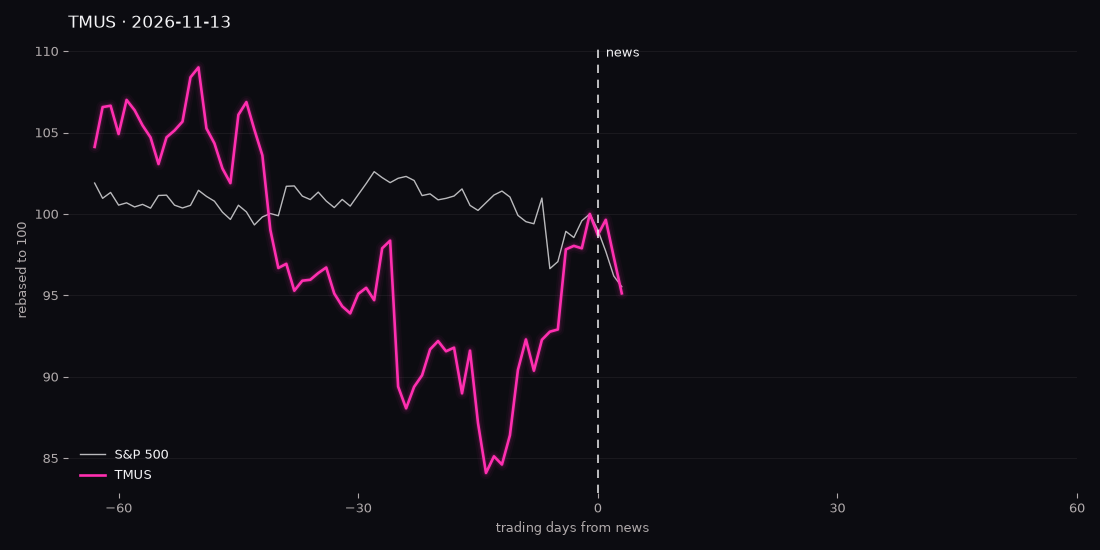 TMUS · 2026-11-13
news
rebased to 100
110
105
100
95
90
85
S&P 500
TMUS
−60
−30
0
30
60
trading days from news